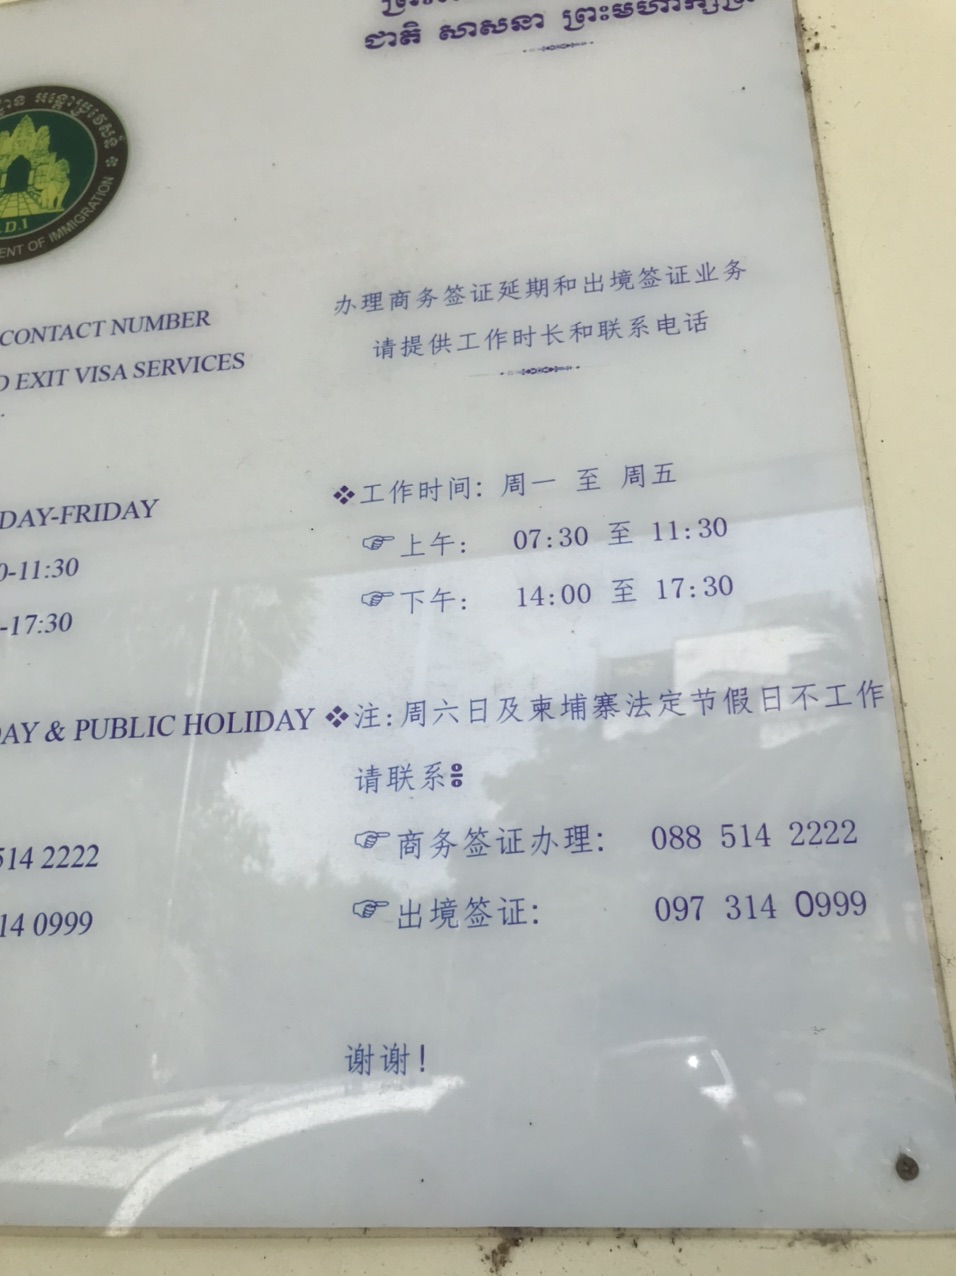 ជាតិ សាសនា ព្រះមហាក្សត្រ
D.I
OF IMMIGRATION
CONTACT NUMBER
EXIT VISA SERVICES
办理商务签证延期和出境签证业务
请提供工作时长和联系电话
DAY-FRIDAY
0-11:30
-17:30
❖工作时间: 周一 至 周五
☞上午: 07:30 至 11:30
☞下午: 14:00 至 17:30
AY & PUBLIC HOLIDAY
❖注:周六日及柬埔寨法定节假日不工作
请联系:
514 2222
14 0999
☞商务签证办理: 088 514 2222
☞出境签证: 097 314 0999
谢谢!